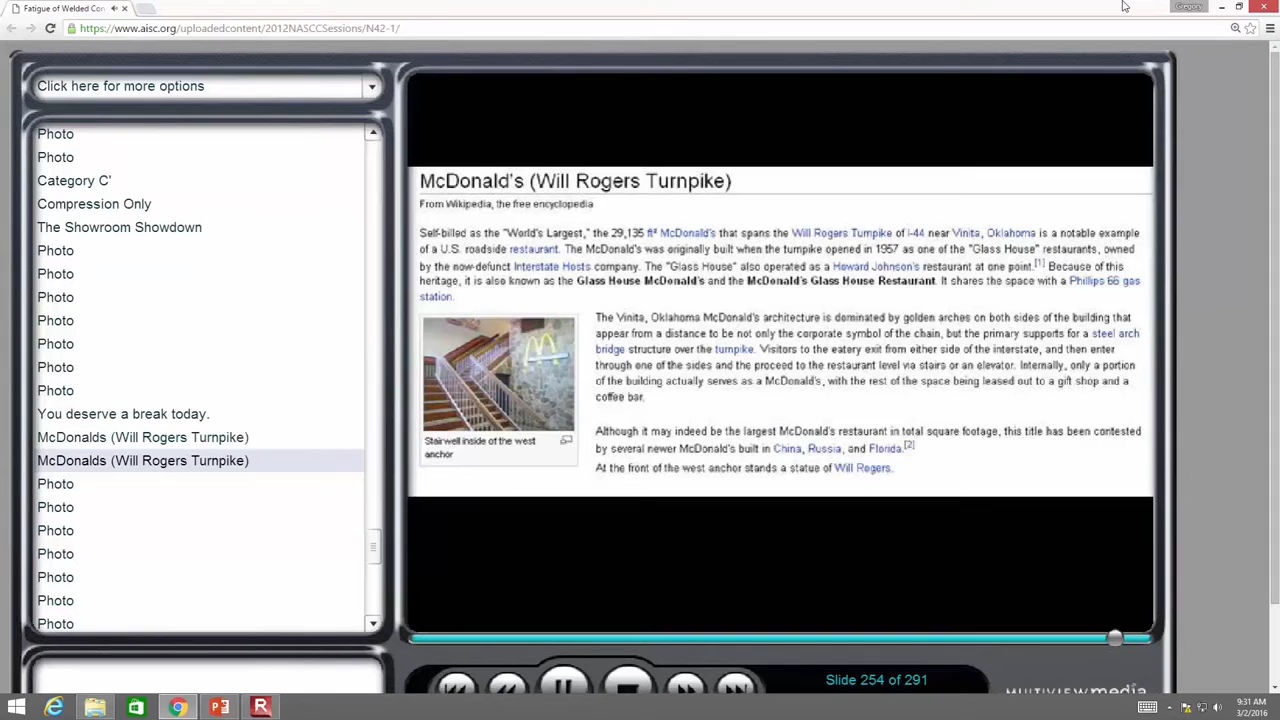 Fatigue of Welded Con
Gregory
https://www.aisc.org/uploadedcontent/2012NASCCSessions/N42-1/
Click here for more options
Photo
Photo
Category C'
Compression Only
The Showroom Showdown
Photo
Photo
Photo
Photo
Photo
Photo
Photo
You deserve a break today.
McDonalds (Will Rogers Turnpike)
McDonalds (Will Rogers Turnpike)
Photo
Photo
Photo
Photo
Photo
Photo
Photo
McDonald's (Will Rogers Turnpike)
From Wikipedia, the free encyclopedia
Self-billed as the "World's Largest," the 29,135 ft² McDonald's that spans the Will Rogers Turnpike of I-44 near Vinita, Oklahoma is a notable example
of a U.S. roadside restaurant. The McDonald's was originally built when the turnpike opened in 1957 as one of the "Glass House" restaurants, owned
by the now-defunct Interstate Hosts company. The "Glass House" also operated as a Howard Johnson's restaurant at one point.[1] Because of this
heritage, it is also known as the Glass House McDonald's and the McDonald's Glass House Restaurant. It shares the space with a Phillips 66 gas
station.
The Vinita, Oklahoma McDonald's architecture is dominated by golden arches on both sides of the building that
appear from a distance to be not only the corporate symbol of the chain, but the primary supports for a steel arch
bridge structure over the turnpike. Visitors to the eatery exit from either side of the interstate, and then enter
through one of the sides and the proceed to the restaurant level via stairs or an elevator. Internally, only a portion
of the building actually serves as a McDonald's, with the rest of the space being leased out to a gift shop and a
coffee bar.
Stairwell inside of the west
anchor
Although it may indeed be the largest McDonald's restaurant in total square footage, this title has been contested
by several newer McDonald's built in China, Russia, and Florida.[2]
At the front of the west anchor stands a statue of Will Rogers.
Slide 254 of 291
MULTIVIEWmedia
9:31 AM
3/2/2016